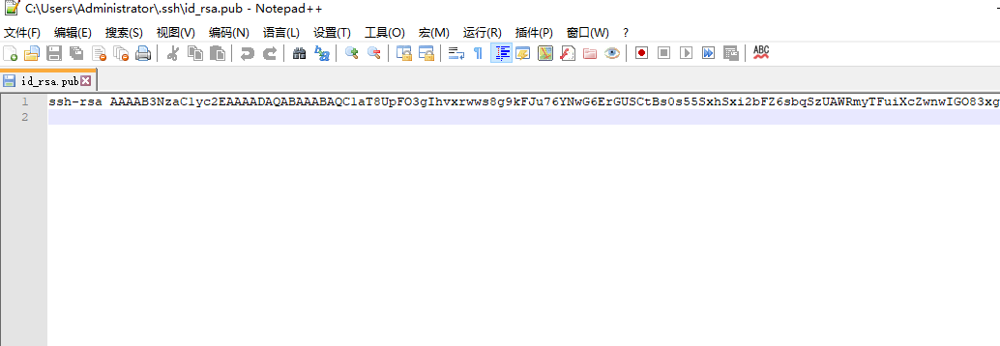 C:\Users\Administrator\.ssh\id_rsa.pub - Notepad++
文件(F) 编辑(E) 搜索(S) 视图(V) 编码(N) 语言(L) 设置(T) 工具(O) 宏(M) 运行(R) 插件(P) 窗口(W) ?
ABC
id_rsa.pub
1 ssh-rsa AAAAB3NzaC1yc2EAAAADAQABAAABAQC1aT8UpFO3gIhvxrwws8g9kFJu76YNwG6ErGUSCtBs0s55SxhSxi2bFZ6sbqSzUAWRmyTFuiXcZwnwIGO83xg
2